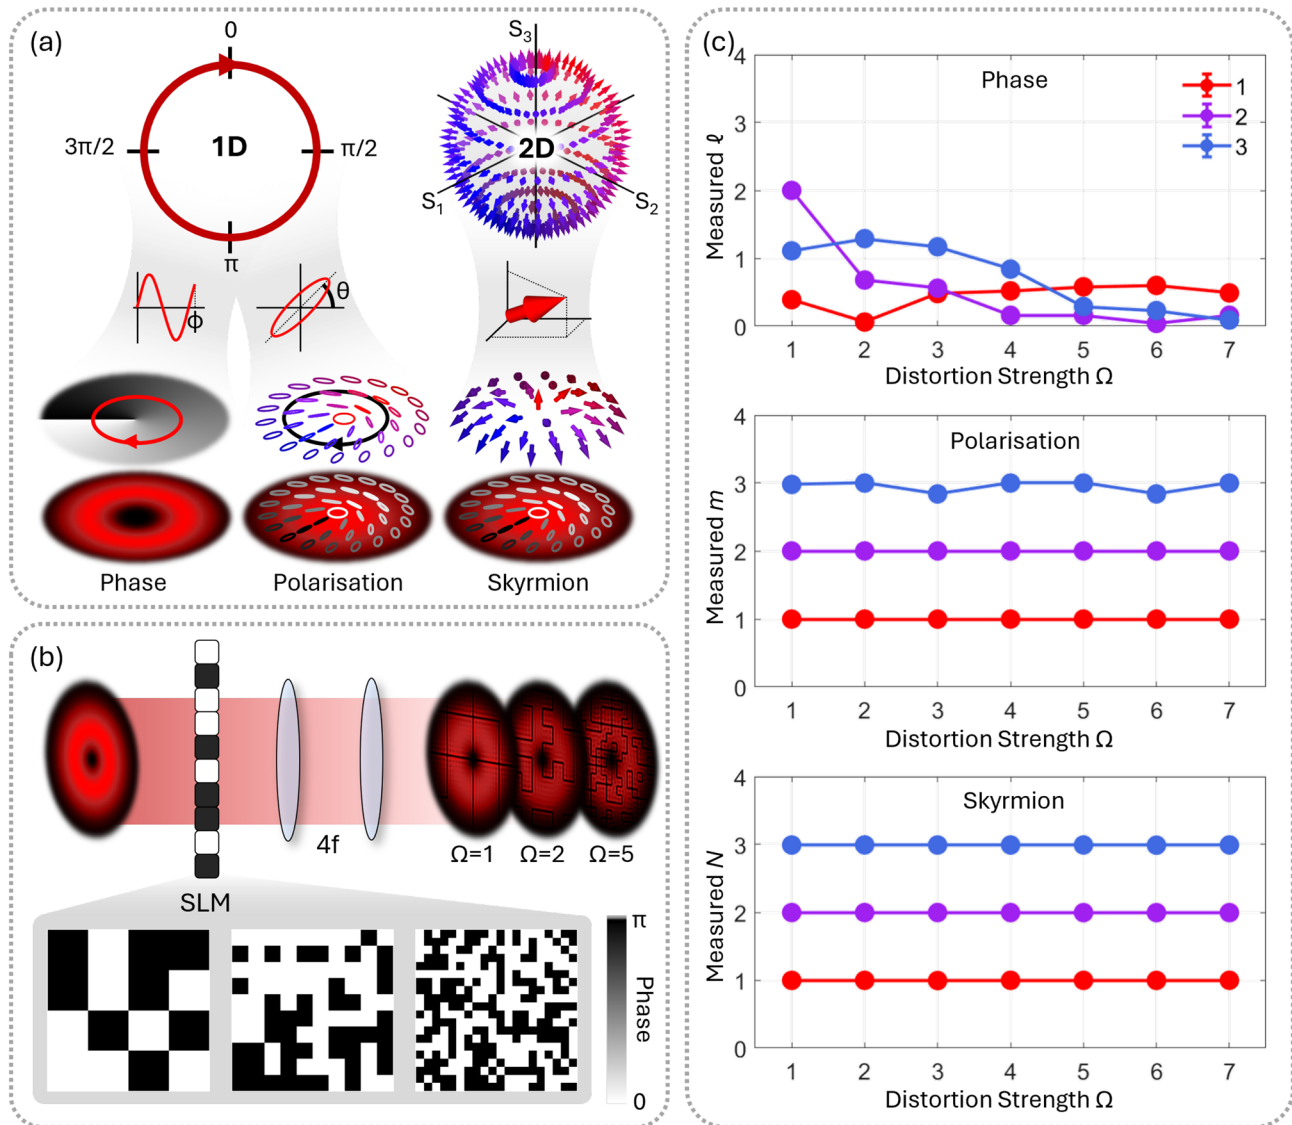 (a)
0
3π/2
1D
π/2
π
S3
2D
S1
S2
ϕ
θ
Phase
Polarisation
Skyrmion
(b)
4f
Ω=1
Ω=2
Ω=5
SLM
π
Phase
0
(c)
4
3
2
1
0
Measured ℓ
Phase
1
2
3
1 2 3 4 5 6 7
Distortion Strength Ω
4
3
2
1
0
Measured m
Polarisation
1 2 3 4 5 6 7
Distortion Strength Ω
4
3
2
1
0
Measured N
Skyrmion
1 2 3 4 5 6 7
Distortion Strength Ω